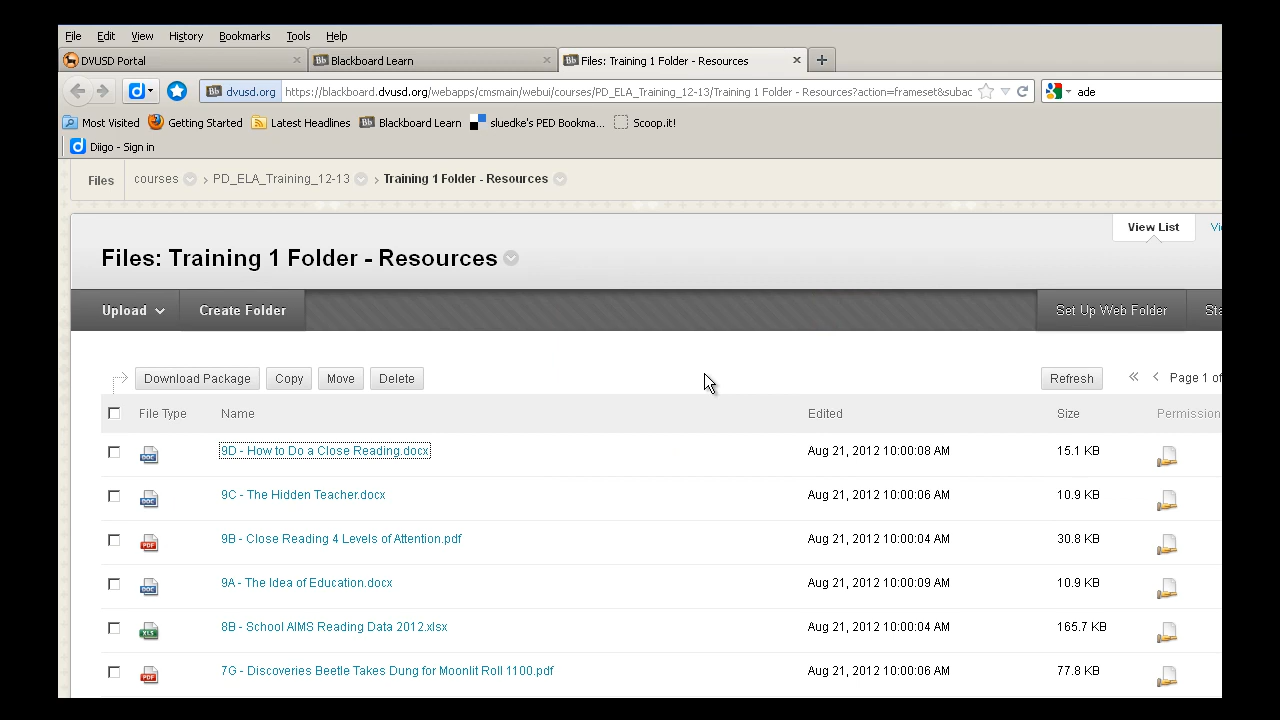 File Edit View History Bookmarks Tools Help
DVUSD Portal Blackboard Learn Files: Training 1 Folder - Resources
dvusd.org https://blackboard.dvusd.org/webapps/cmsmain/webui/courses/PD_ELA_Training_12-13/Training 1 Folder - Resources?action=frameset&subac ade
Most Visited Getting Started Latest Headlines Blackboard Learn sluedke's PED Bookma... Scoop.it!
Diigo - Sign in
Files courses PD_ELA_Training_12-13 Training 1 Folder - Resources
View List
Files: Training 1 Folder - Resources
Upload Create Folder Set Up Web Folder
Download Package Copy Move Delete Refresh Page 1 of
File Type Name Edited Size Permission
DOC 9D - How to Do a Close Reading.docx Aug 21, 2012 10:00:08 AM 15.1 KB
DOC 9C - The Hidden Teacher.docx Aug 21, 2012 10:00:06 AM 10.9 KB
PDF 9B - Close Reading 4 Levels of Attention.pdf Aug 21, 2012 10:00:04 AM 30.8 KB
DOC 9A - The Idea of Education.docx Aug 21, 2012 10:00:09 AM 10.9 KB
XLS 8B - School AIMS Reading Data 2012.xlsx Aug 21, 2012 10:00:04 AM 165.7 KB
PDF 7G - Discoveries Beetle Takes Dung for Moonlit Roll 1100.pdf Aug 21, 2012 10:00:06 AM 77.8 KB